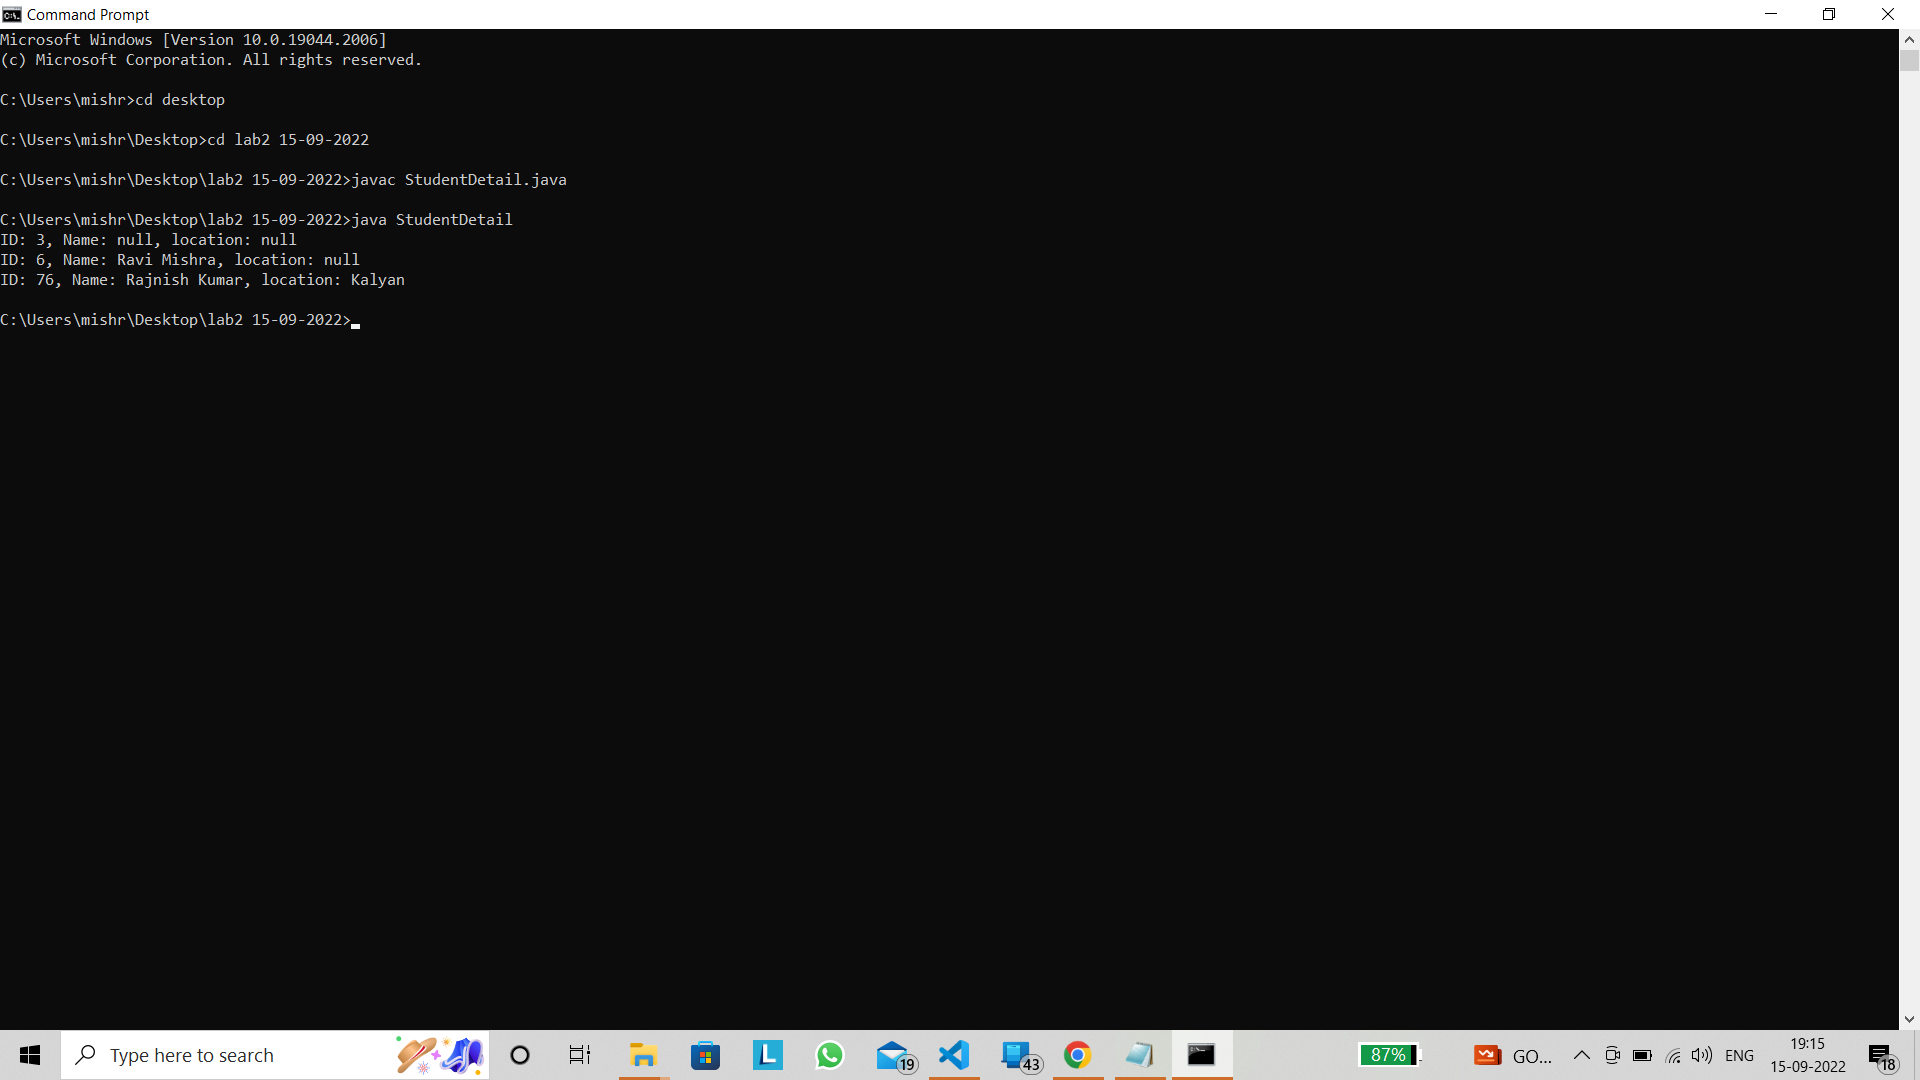 Command Prompt
Microsoft Windows [Version 10.0.19044.2006]
(c) Microsoft Corporation. All rights reserved.
C:\Users\mishr>cd desktop
C:\Users\mishr\Desktop>cd lab2 15-09-2022
C:\Users\mishr\Desktop\lab2 15-09-2022>javac StudentDetail.java
C:\Users\mishr\Desktop\lab2 15-09-2022>java StudentDetail
ID: 3, Name: null, location: null
ID: 6, Name: Ravi Mishra, location: null
ID: 76, Name: Rajnish Kumar, location: Kalyan
C:\Users\mishr\Desktop\lab2 15-09-2022>
Type here to search
L
19
43
87%
GO...
ENG
19:15
15-09-2022
18